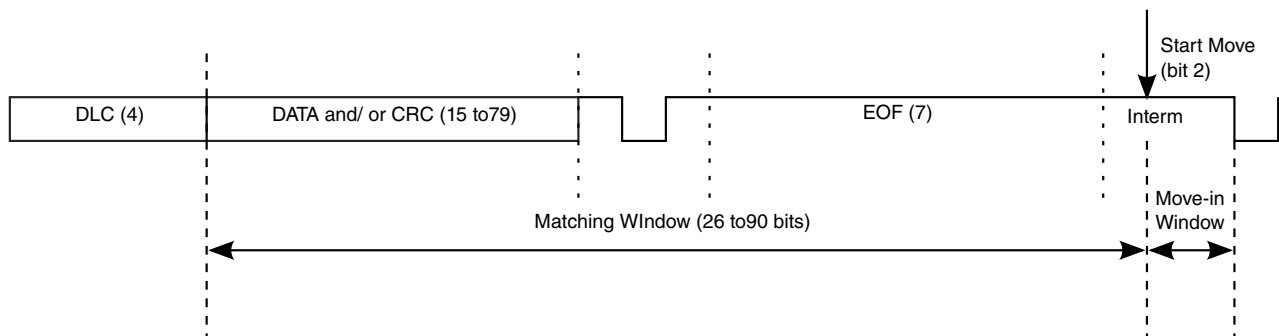 Start Move
(bit 2)
DLC (4)
DATA and/ or CRC (15 to79)
EOF (7)
Interm
Matching WIndow (26 to90 bits)
Move-in
Window